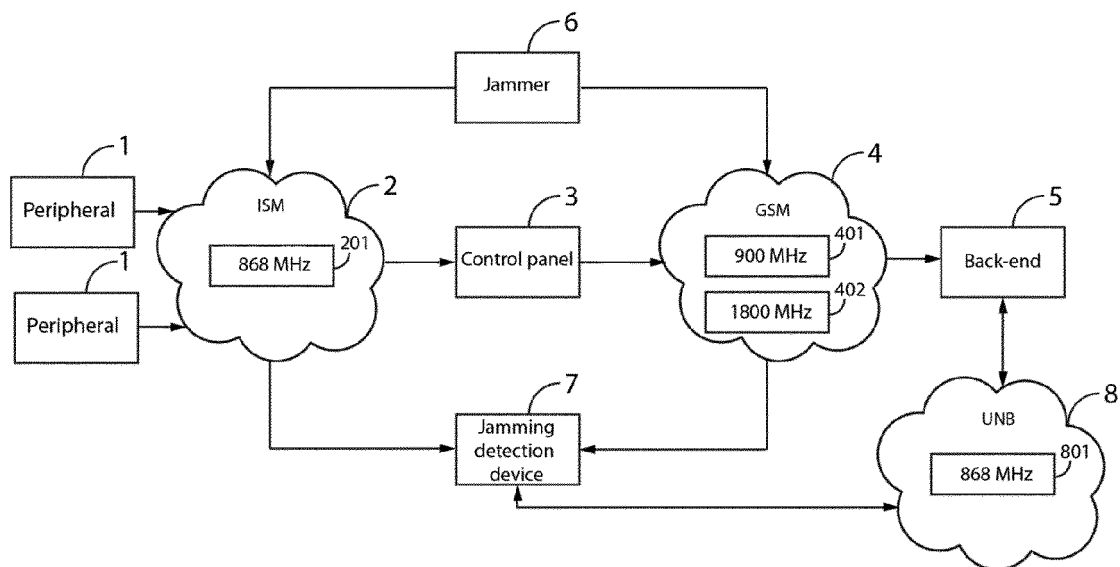 6
Jammer
1
Peripheral
ISM
2
868 MHz
201
3
Control panel
4
GSM
900 MHz
401
1800 MHz
402
5
Back-end
1
Peripheral
7
Jamming
detection
device
8
UNB
868 MHz
801